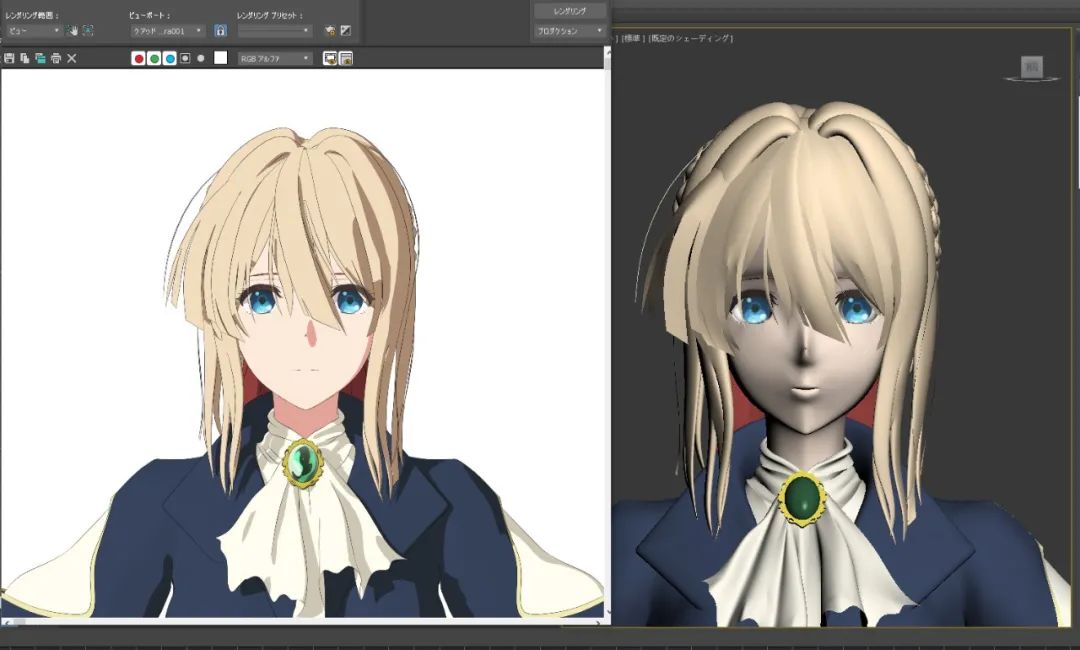 レンダリング範囲：
ビューポート：
レンダリング プリセット：
レンダリング
ビュー
クアッド ...ra001
プロダクション
] [標準 ] [既定のシェーディング ]
RGB アルファ